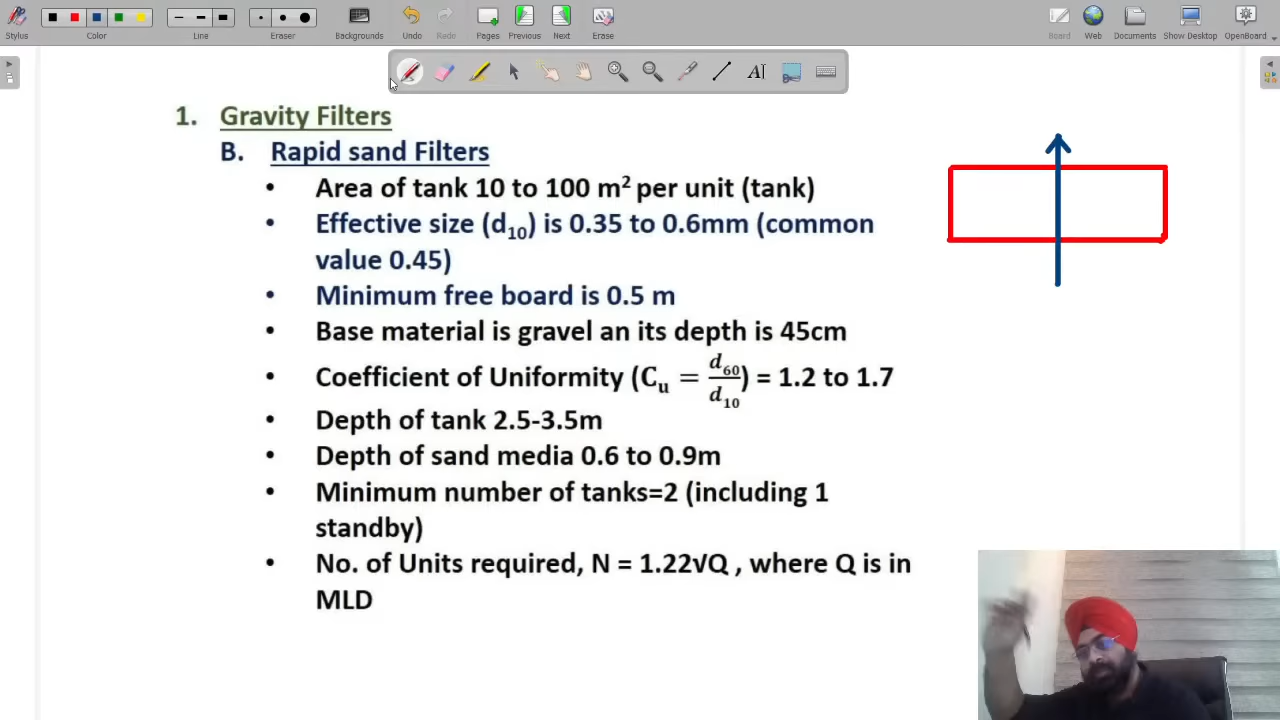 Stylus
Color
Line
Eraser
Backgrounds
Undo
Redo
Pages
Previous
Next
Erase
Board
Web
Documents
Show Desktop
OpenBoard
1. Gravity Filters
B. Rapid sand Filters
• Area of tank 10 to 100 m² per unit (tank)
• Effective size (d₁₀) is 0.35 to 0.6mm (common
value 0.45)
• Minimum free board is 0.5 m
• Base material is gravel an its depth is 45cm
• Coefficient of Uniformity (Cᵤ = d₆₀/d₁₀) = 1.2 to 1.7
• Depth of tank 2.5-3.5m
• Depth of sand media 0.6 to 0.9m
• Minimum number of tanks=2 (including 1
standby)
• No. of Units required, N = 1.22√Q , where Q is in
MLD